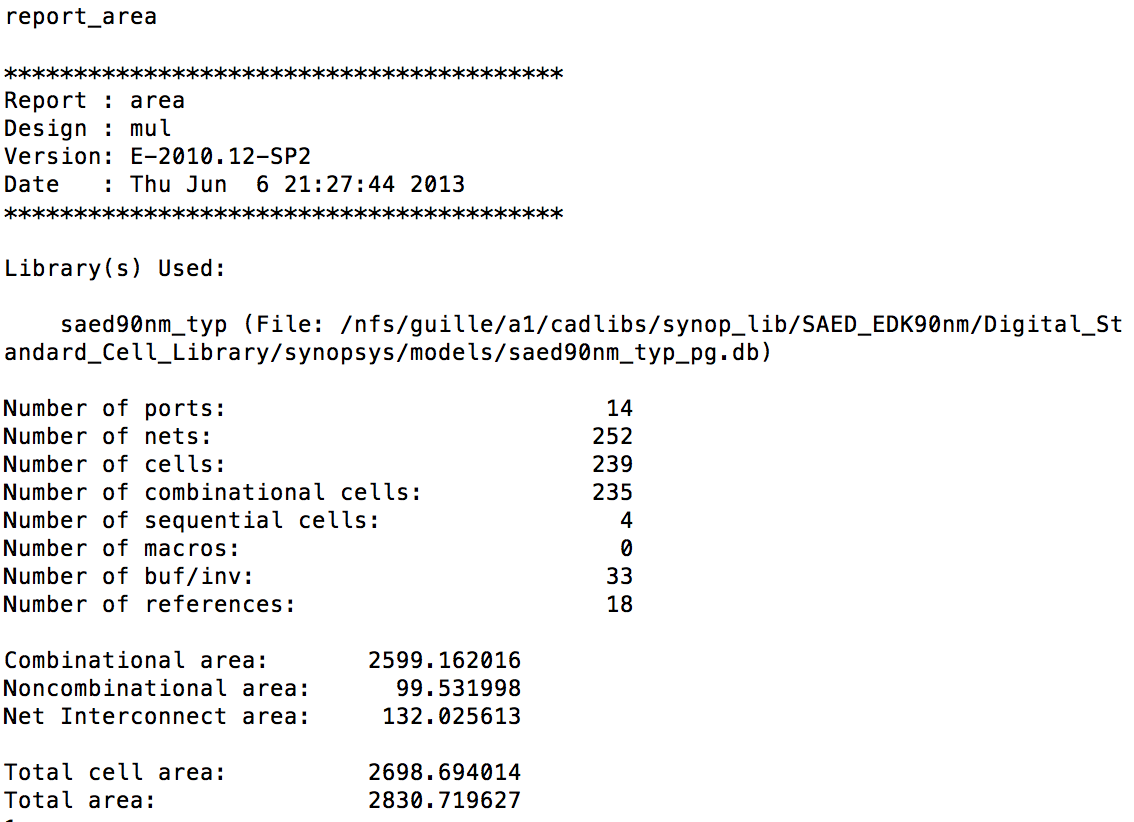 report_area
****************************************
Report : area
Design : mul
Version: E-2010.12-SP2
Date   : Thu Jun  6 21:27:44 2013
****************************************
Library(s) Used:
    saed90nm_typ (File: /nfs/guille/a1/cadlibs/synop_lib/SAED_EDK90nm/Digital_St
andard_Cell_Library/synopsys/models/saed90nm_typ_pg.db)
Number of ports:                           14
Number of nets:                           252
Number of cells:                          239
Number of combinational cells:            235
Number of sequential cells:                 4
Number of macros:                           0
Number of buf/inv:                         33
Number of references:                      18
Combinational area:       2599.162016
Noncombinational area:      99.531998
Net Interconnect area:     132.025613
Total cell area:          2698.694014
Total area:               2830.719627